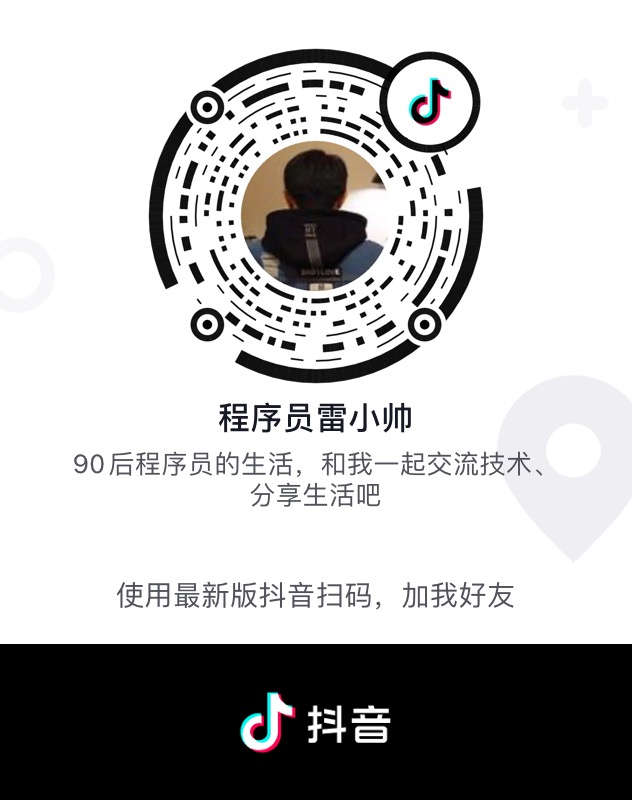 程序员雷小帅
90后程序员的生活，和我一起交流技术、
分享生活吧
使用最新版抖音扫码，加我好友
抖音